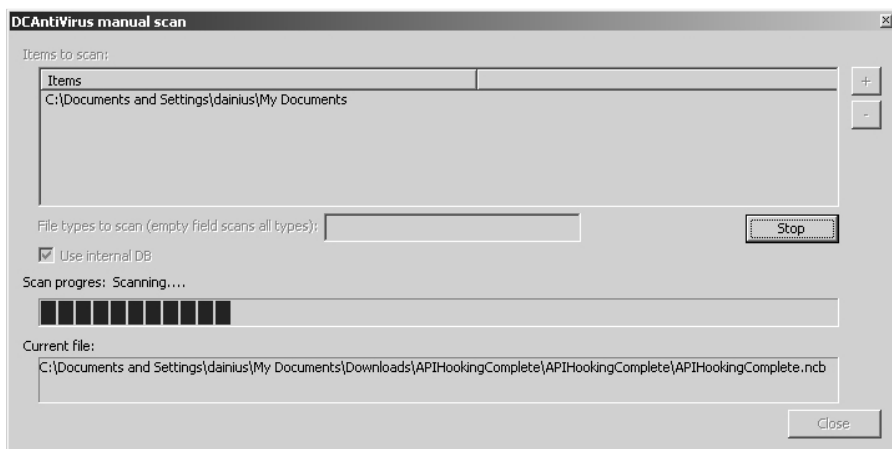 DCAntiVirus manual scan
Items to scan:
Items
+
C:\Documents and Settings\dainius\My Documents
-
File types to scan (empty field scans all types):
Stop
Use internal DB
Scan progres: Scanning....
Current file:
C:\Documents and Settings\dainius\My Documents\Downloads\APIHookingComplete\APIHookingComplete\APIHookingComplete.ncb
Close